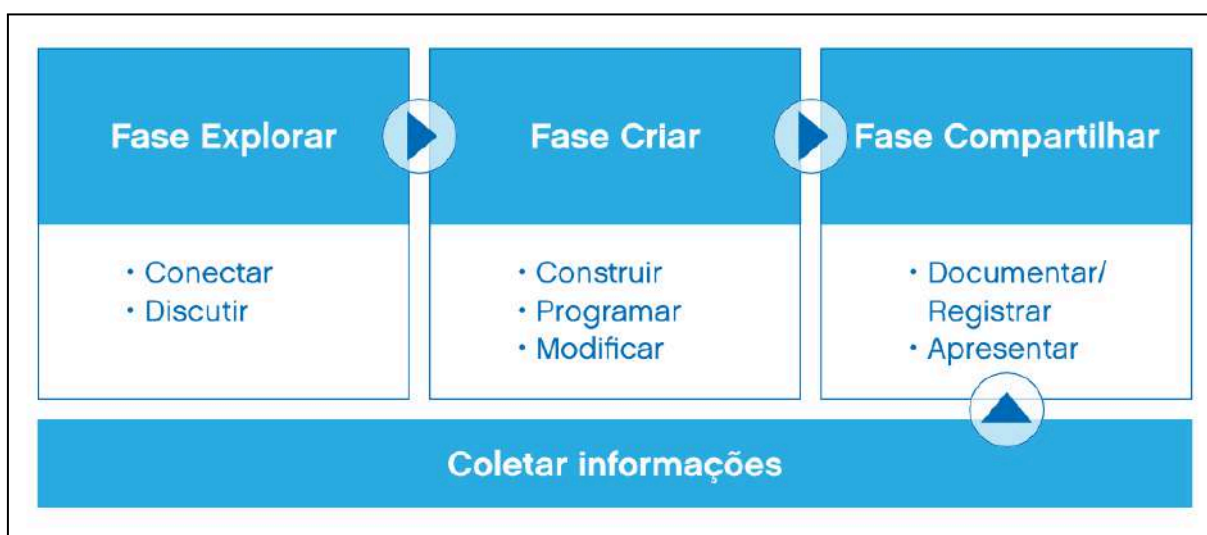 Fase Explorar
Fase Criar
Fase Compartilhar
• Conectar
• Discutir
• Construir
• Programar
• Modificar
• Documentar/
Registrar
• Apresentar
Coletar informações